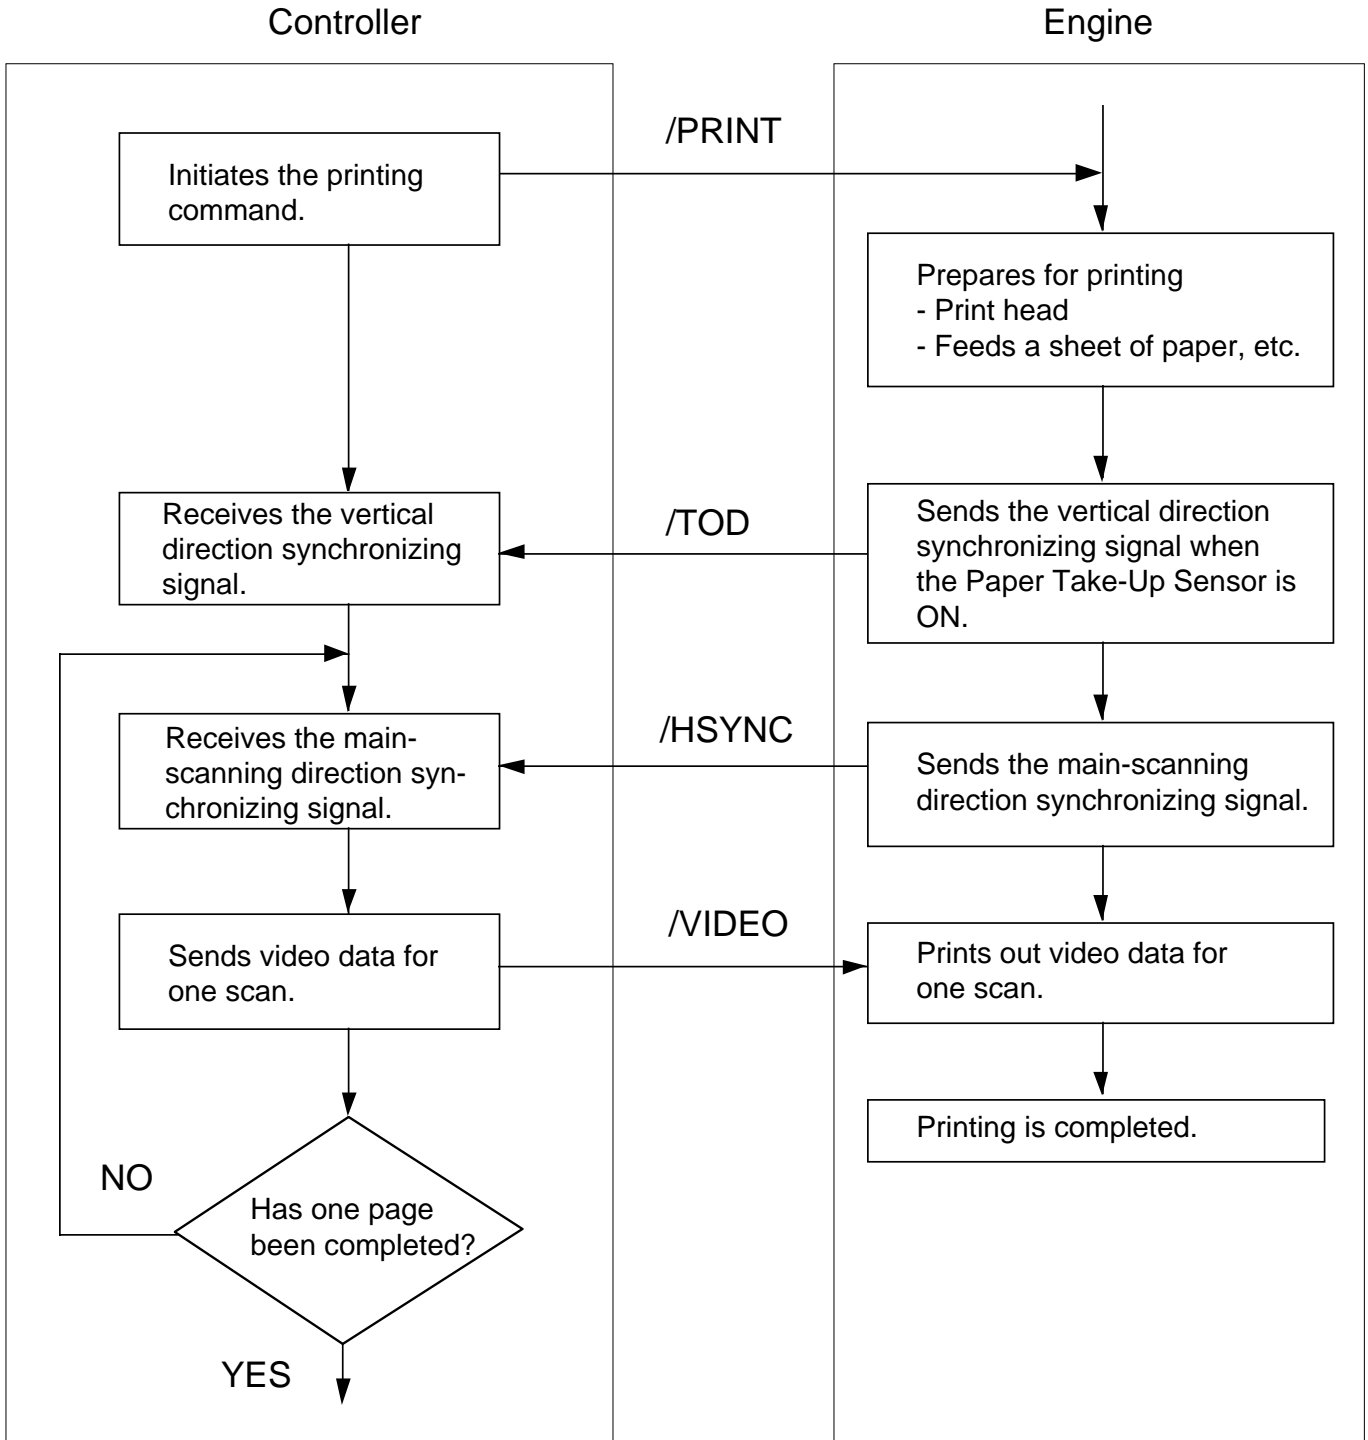 Controller
Engine
/PRINT
Initiates the printing
command.
Prepares for printing
- Print head
- Feeds a sheet of paper, etc.
Receives the vertical
direction synchronizing
signal.
/TOD
Sends the vertical direction
synchronizing signal when
the Paper Take-Up Sensor is
ON.
Receives the main-
scanning direction syn-
chronizing signal.
/HSYNC
Sends the main-scanning
direction synchronizing signal.
Sends video data for
one scan.
/VIDEO
Prints out video data for
one scan.
Printing is completed.
NO
Has one page
been completed?
YES